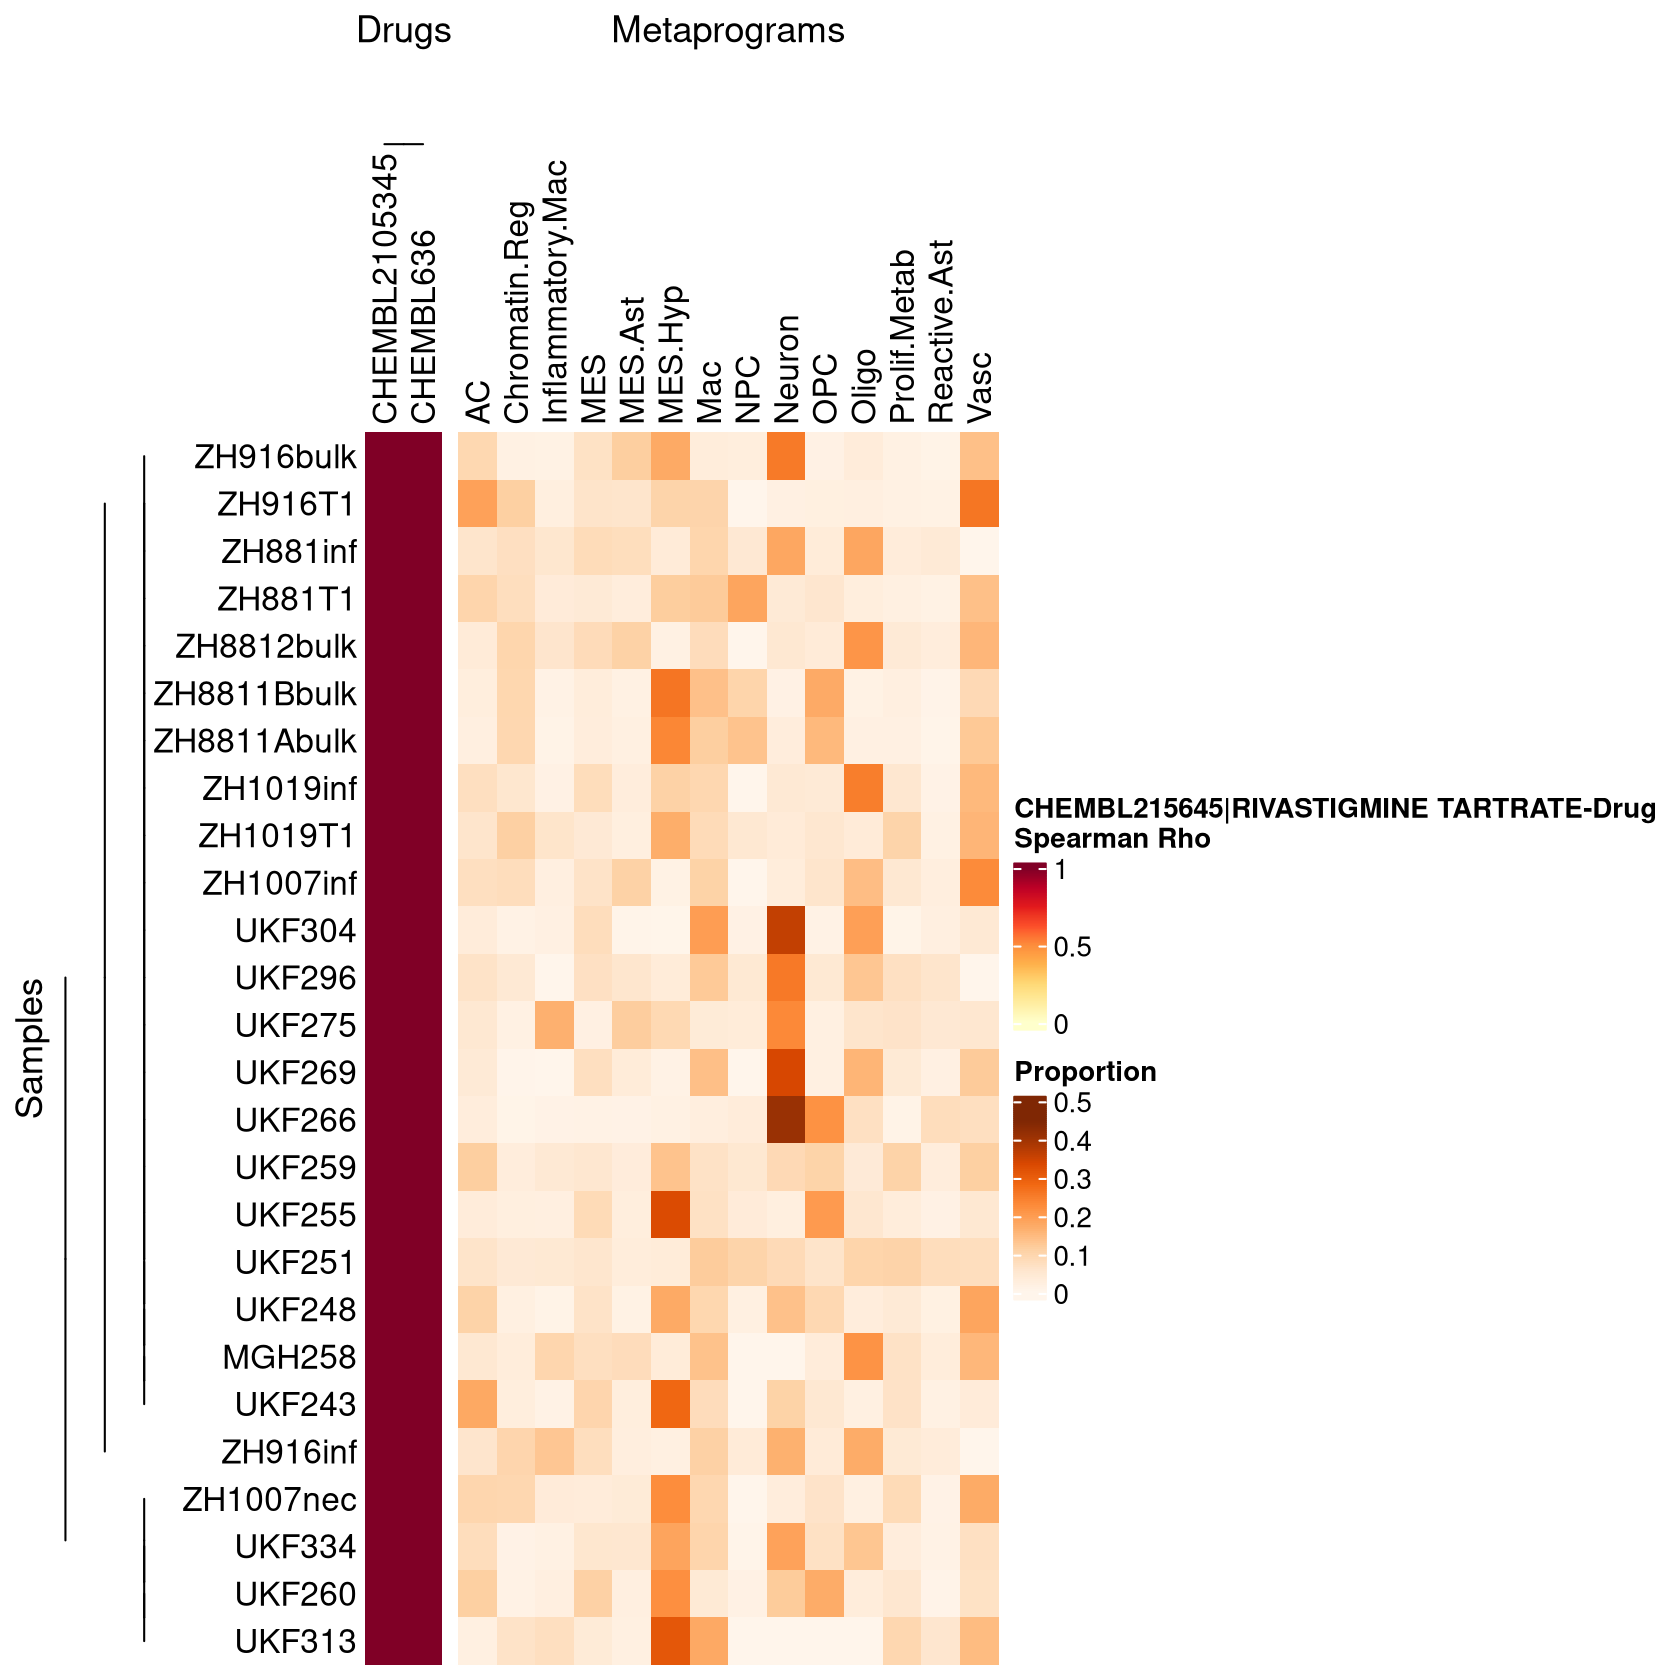 Drugs Metaprograms
CHEMBL2105345
CHEMBL636
AC
Chromatin.Reg
Inflammatory.Mac
MES
MES.Ast
MES.Hyp
Mac
NPC
Neuron
OPC
Oligo
Prolif.Metab
Reactive.Ast
Vasc
Samples
ZH916bulk
ZH916T1
ZH881inf
ZH881T1
ZH8812bulk
ZH8811Bbulk
ZH8811Abulk
ZH1019inf
ZH1019T1
ZH1007inf
UKF304
UKF296
UKF275
UKF269
UKF266
UKF259
UKF255
UKF251
UKF248
MGH258
UKF243
ZH916inf
ZH1007nec
UKF334
UKF260
UKF313
CHEMBL215645|RIVASTIGMINE TARTRATE-Drug
Spearman Rho
1
0.5
0
Proportion
0.5
0.4
0.3
0.2
0.1
0